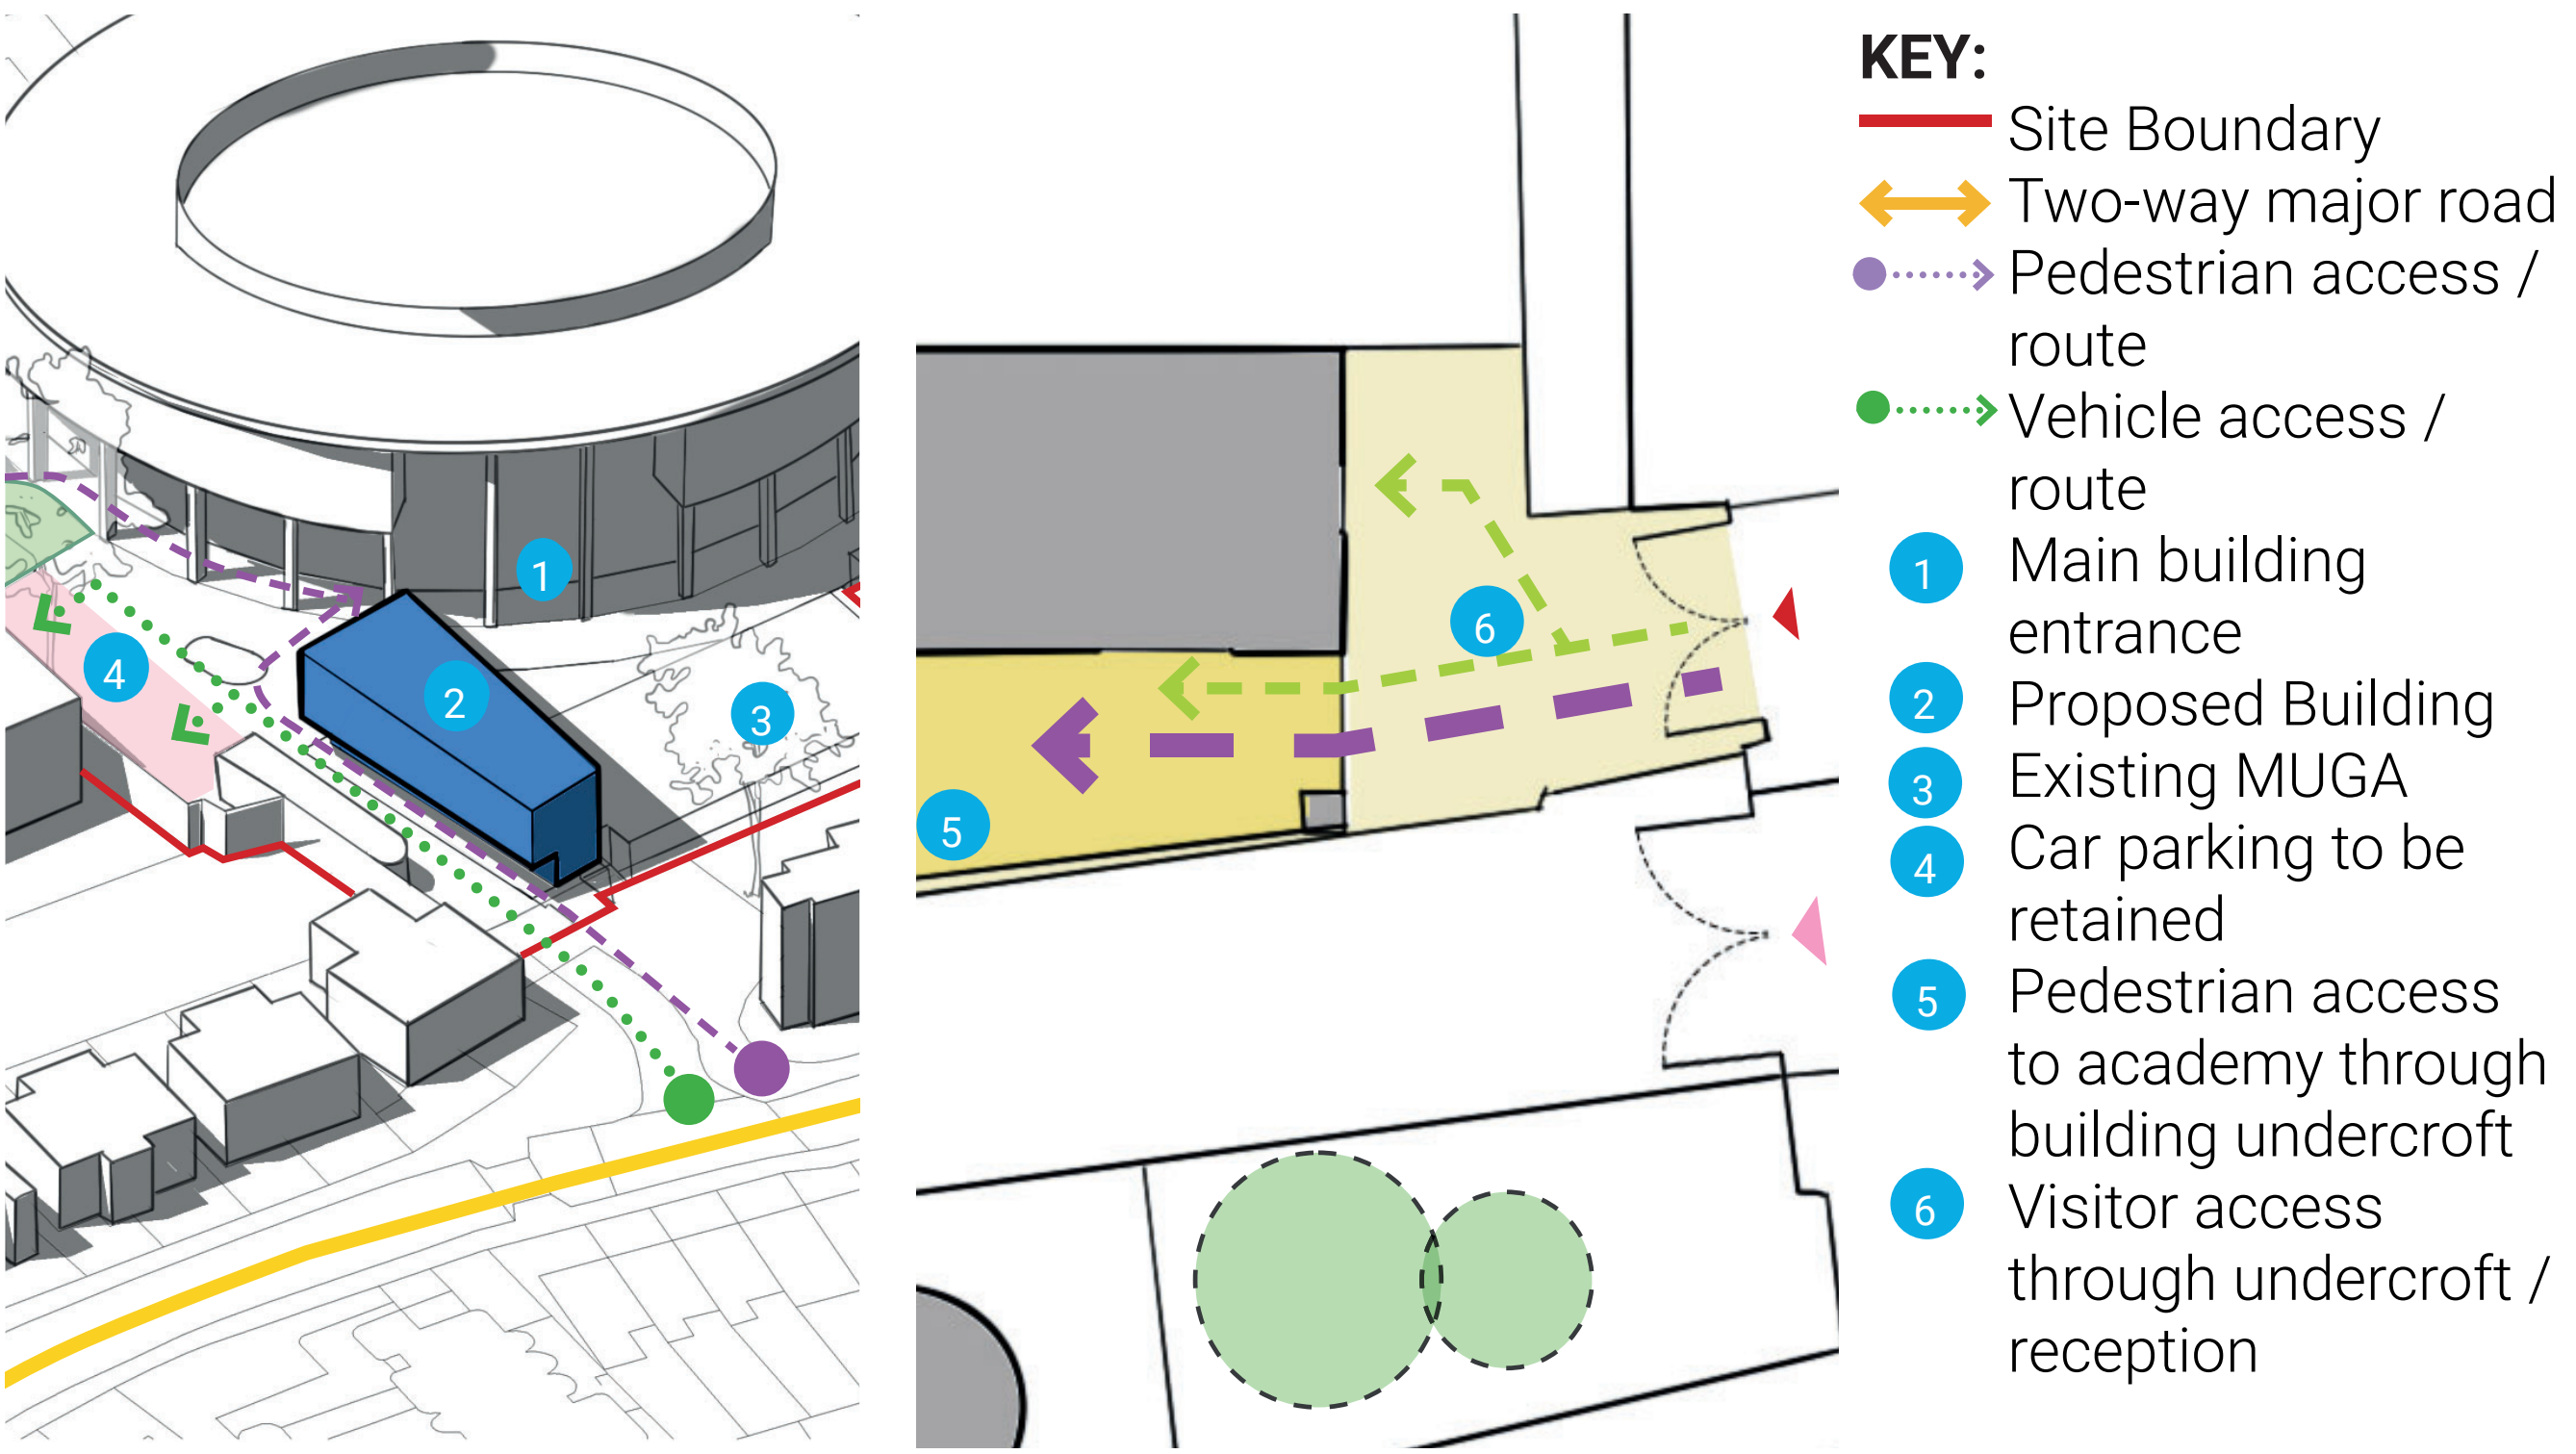 1
2
3
4
5
6
KEY:
Site Boundary
Two-way major road
Pedestrian access /
route
Vehicle access /
route
1 Main building
entrance
2 Proposed Building
3 Existing MUGA
4 Car parking to be
retained
5 Pedestrian access
to academy through
building undercroft
6 Visitor access
through undercroft /
reception